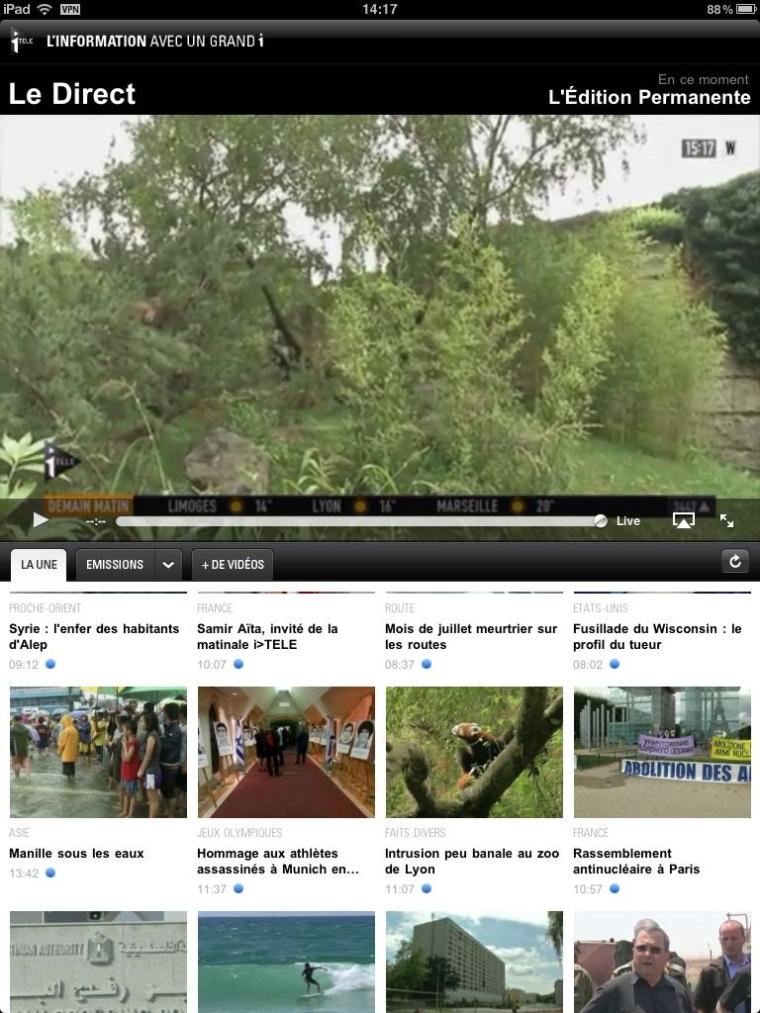 iPad VPN 14:17 88%
i TELE L'INFORMATION AVEC UN GRAND i
Le Direct
En ce moment
L'Édition Permanente
15:17 W
i TELE
DEMAIN MATIN LIMOGES 14° LYON 16° MARSEILLE 20°
--:-- Live
LA UNE EMISSIONS + DE VIDÉOS
PROCHE-ORIENT
Syrie : l'enfer des habitants
d'Alep
09:12
FRANCE
Samir Aïta, invité de la
matinale i>TELE
10:07
ROUTE
Mois de juillet meurtrier sur
les routes
08:37
ETATS-UNIS
Fusillade du Wisconsin : le
profil du tueur
08:02
УНИЧТОЖЕНИЕ
ABOLITION DES A
ASIE
Manille sous les eaux
13:42
JEUX OLYMPIQUES
Hommage aux athlètes
assassinés à Munich en...
11:37
FAITS DIVERS
Intrusion peu banale au zoo
de Lyon
11:07
FRANCE
Rassemblement
antinucléaire à Paris
10:57
TINIAN AUTHORITY